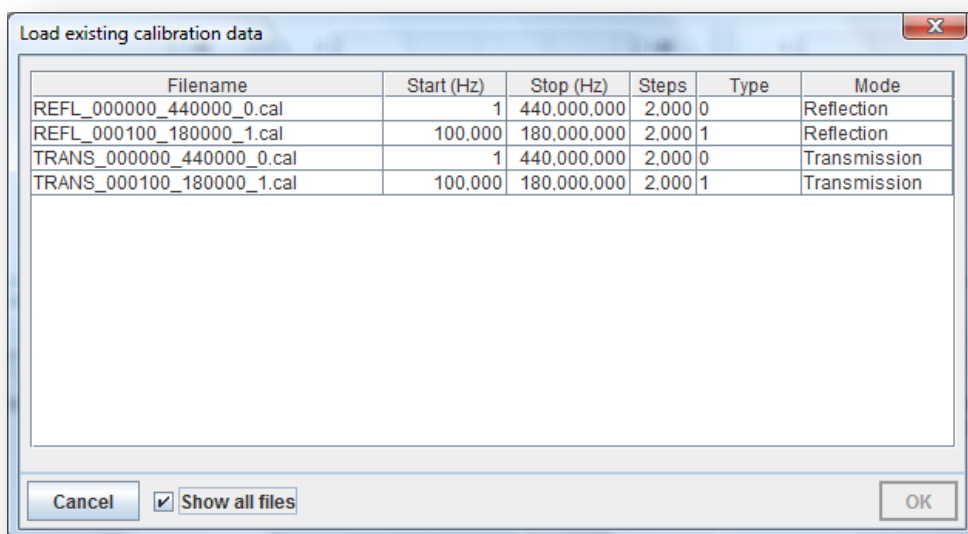 Load existing calibration data
Filename Start (Hz) Stop (Hz) Steps Type Mode
REFL_000000_440000_0.cal 1 440,000,000 2,000 0 Reflection
REFL_000100_180000_1.cal 100,000 180,000,000 2,000 1 Reflection
TRANS_000000_440000_0.cal 1 440,000,000 2,000 0 Transmission
TRANS_000100_180000_1.cal 100,000 180,000,000 2,000 1 Transmission
Cancel Show all files OK